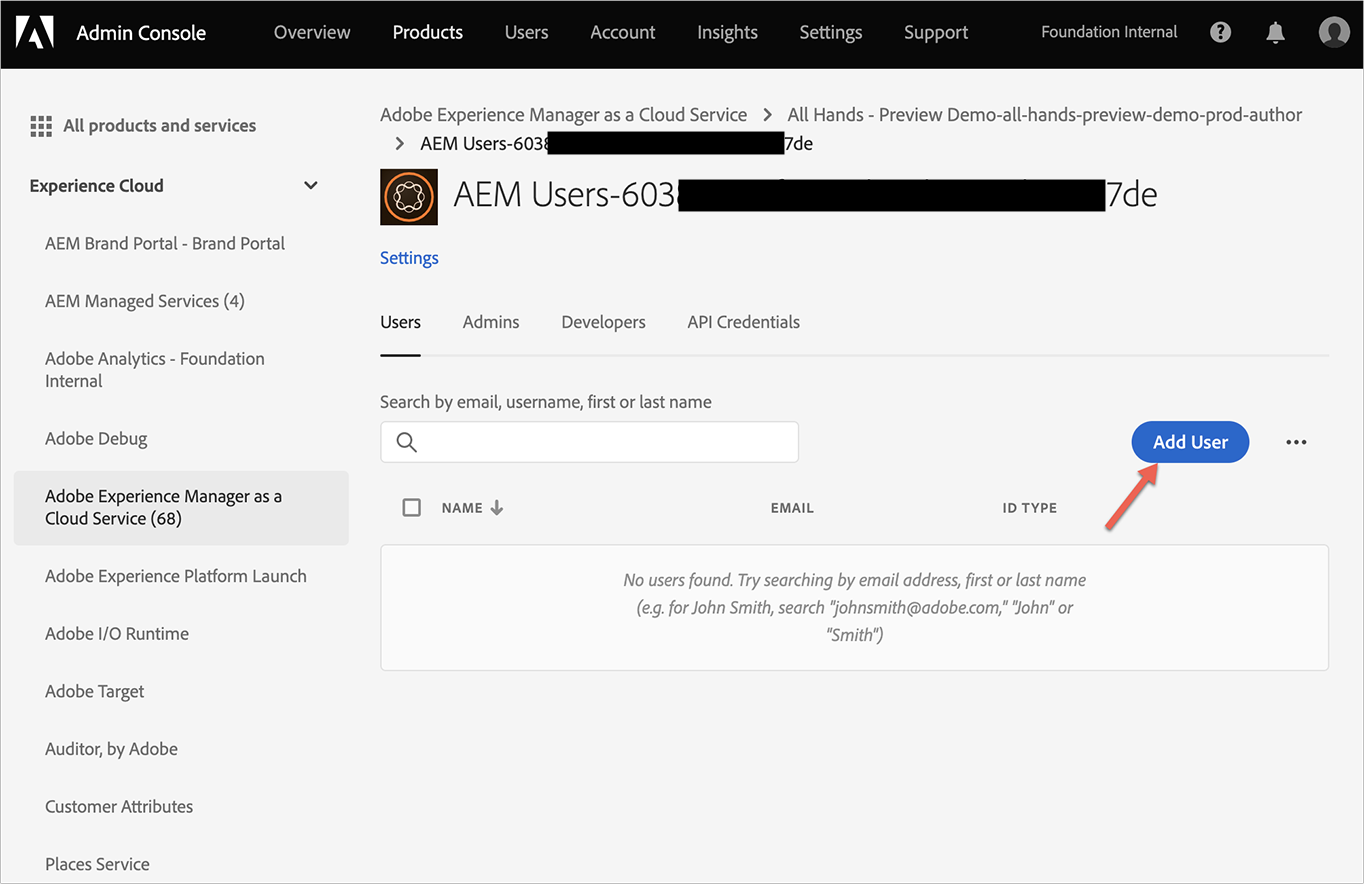 Admin Console
Overview
Products
Users
Account
Insights
Settings
Support
Foundation Internal
All products and services
Experience Cloud
AEM Brand Portal - Brand Portal
AEM Managed Services (4)
Adobe Analytics - Foundation
Internal
Adobe Debug
Adobe Experience Manager as a
Cloud Service (68)
Adobe Experience Platform Launch
Adobe I/O Runtime
Adobe Target
Auditor, by Adobe
Customer Attributes
Places Service
Adobe Experience Manager as a Cloud Service > All Hands - Preview Demo-all-hands-preview-demo-prod-author
> AEM Users-6038 7de
AEM Users-6038 7de
Settings
Users
Admins
Developers
API Credentials
Search by email, username, first or last name
Add User
NAME
EMAIL
ID TYPE
No users found. Try searching by email address, first or last name
(e.g. for John Smith, search "johnsmith@adobe.com," "John" or
"Smith")